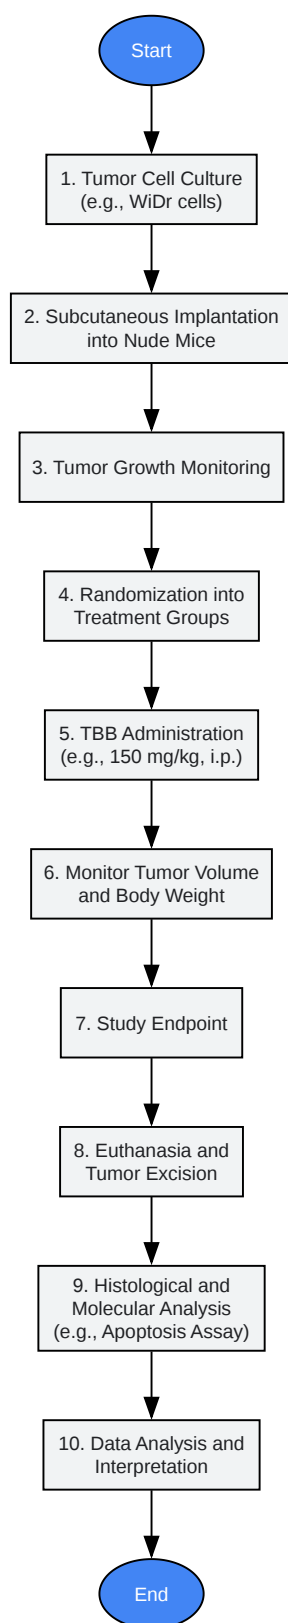 Start
1. Tumor Cell Culture
(e.g., WiDr cells)
2. Subcutaneous Implantation
into Nude Mice
3. Tumor Growth Monitoring
4. Randomization into
Treatment Groups
5. TBB Administration
(e.g., 150 mg/kg, i.p.)
6. Monitor Tumor Volume
and Body Weight
7. Study Endpoint
8. Euthanasia and
Tumor Excision
9. Histological and
Molecular Analysis
(e.g., Apoptosis Assay)
10. Data Analysis and
Interpretation
End